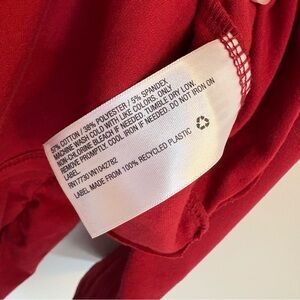 57% COTTON / 38% POLYESTER / 5% SPANDEX
MACHINE WASH COLD WITH LIKE COLORS. ONLY
NON-CHLORINE BLEACH IF NEEDED TUMBLE DRY LOW.
REMOVE PROMPTLY. COOL IRON IF NEEDED. DO NOT IRON ON
LABEL.
RN17730 VN1042782
LABEL MADE FROM 100% RECYCLED PLASTIC